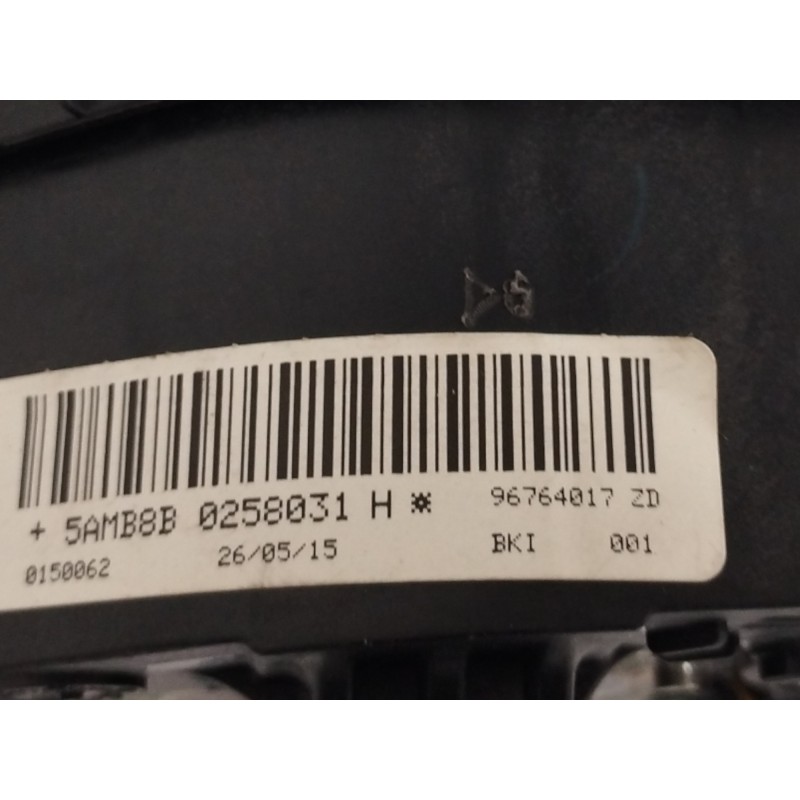 + 5AMB8B 0258031 H ※
96764017 ZD
0150062
26/05/15
BKI 001